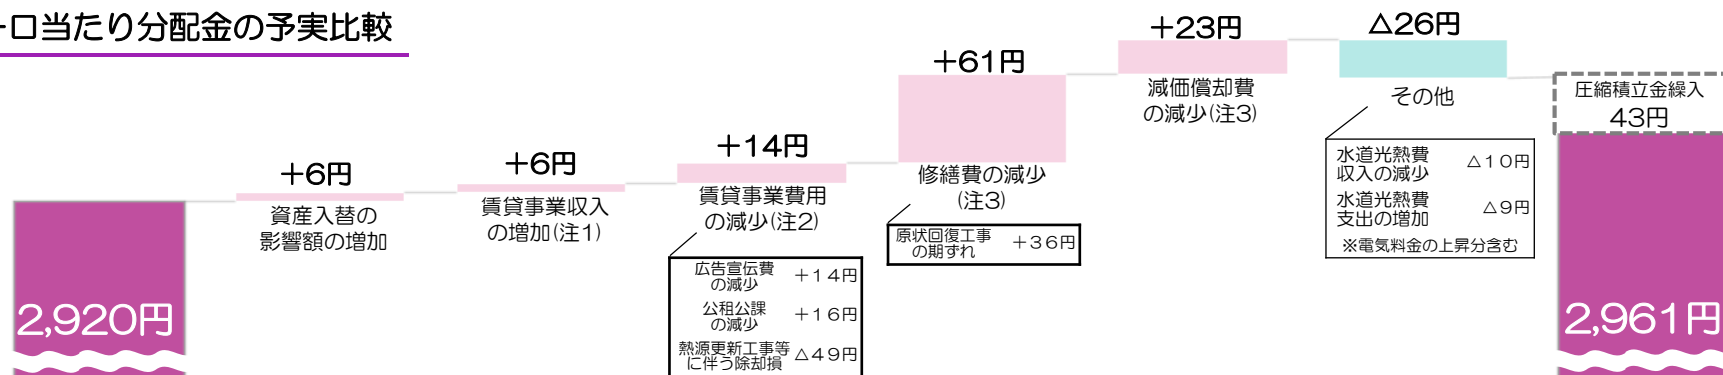 一口当たり分配金の予実比較
2,920円
+6円
資産入替の
影響額の増加
+6円
賃貸事業収入
の増加(注1)
+14円
賃貸事業費用
の減少(注2)
広告宣伝費
の減少
+14円
公租公課
の減少
+16円
熱源更新工事等
に伴う除却損
△49円
+61円
修繕費の減少
(注3)
原状回復工事
の期ずれ
+36円
+23円
減価償却費
の減少(注3)
△26円
その他
水道光熱費
収入の減少
△10円
水道光熱費
支出の増加
△9円
※電気料金の上昇分含む
圧縮積立金繰入
43円
2,961円